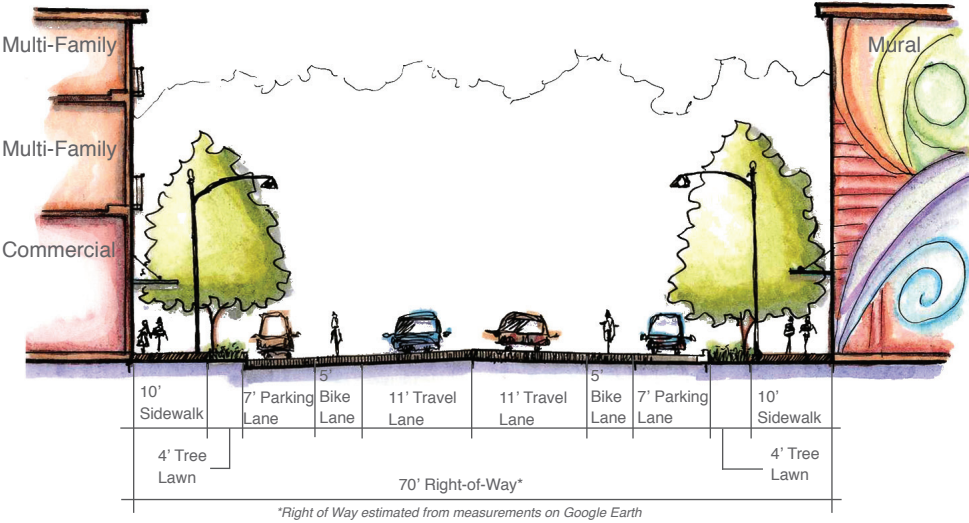 Multi-Family
Mural
Multi-Family
Commercial
10'
Sidewalk
7' Parking
Lane
5'
Bike
Lane
11' Travel
Lane
11' Travel
Lane
5'
Bike
Lane
7' Parking
Lane
10'
Sidewalk
4' Tree
Lawn
4' Tree
Lawn
70' Right-of-Way*
*Right of Way estimated from measurements on Google Earth